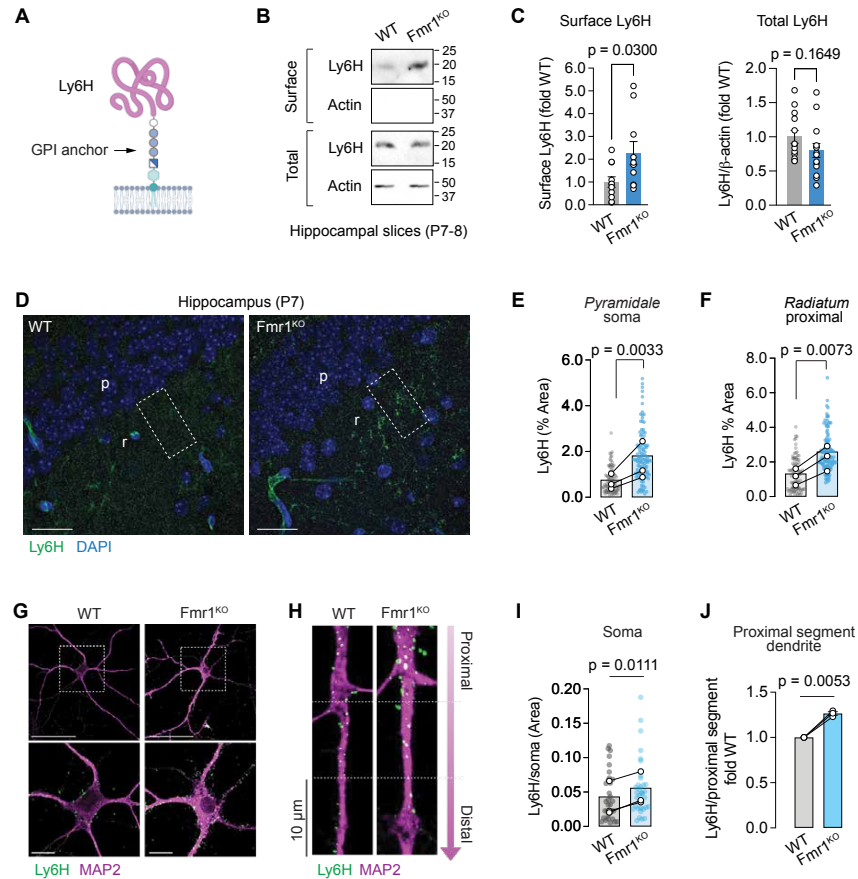 A
Ly6H
GPI anchor
B
WT
Fmr1KO
Surface
Ly6H
25
20
15
Actin
50
37
Total
Ly6H
25
20
15
Actin
50
37
Hippocampal slices (P7-8)
C
Surface Ly6H
p = 0.0300
Surface Ly6H (fold WT)
6.0
5.0
4.0
3.0
2.0
1.0
0.0
WT
Fmr1KO
Total Ly6H
p = 0.1649
Ly6H/β-actin (fold WT)
2.0
1.5
1.0
0.5
0.0
WT
Fmr1KO
D
Hippocampus (P7)
WT
p
r
Fmr1KO
p
r
Ly6H DAPI
E
Pyramidale
soma
p = 0.0033
Ly6H (% Area)
6.0
4.0
2.0
0.0
WT
Fmr1KO
F
Radiatum
proximal
p = 0.0073
Ly6H % Area
8.0
6.0
4.0
2.0
0.0
WT
Fmr1KO
G
WT
Fmr1KO
Ly6H MAP2
H
WT
Fmr1KO
Proximal
Distal
10 μm
Ly6H MAP2
I
Soma
p = 0.0111
Ly6H/soma (Area)
0.20
0.15
0.10
0.05
0.00
WT
Fmr1KO
J
Proximal segment
dendrite
p = 0.0053
Ly6H/proximal segment
fold WT
1.5
1.0
0.5
0.0
WT
Fmr1KO